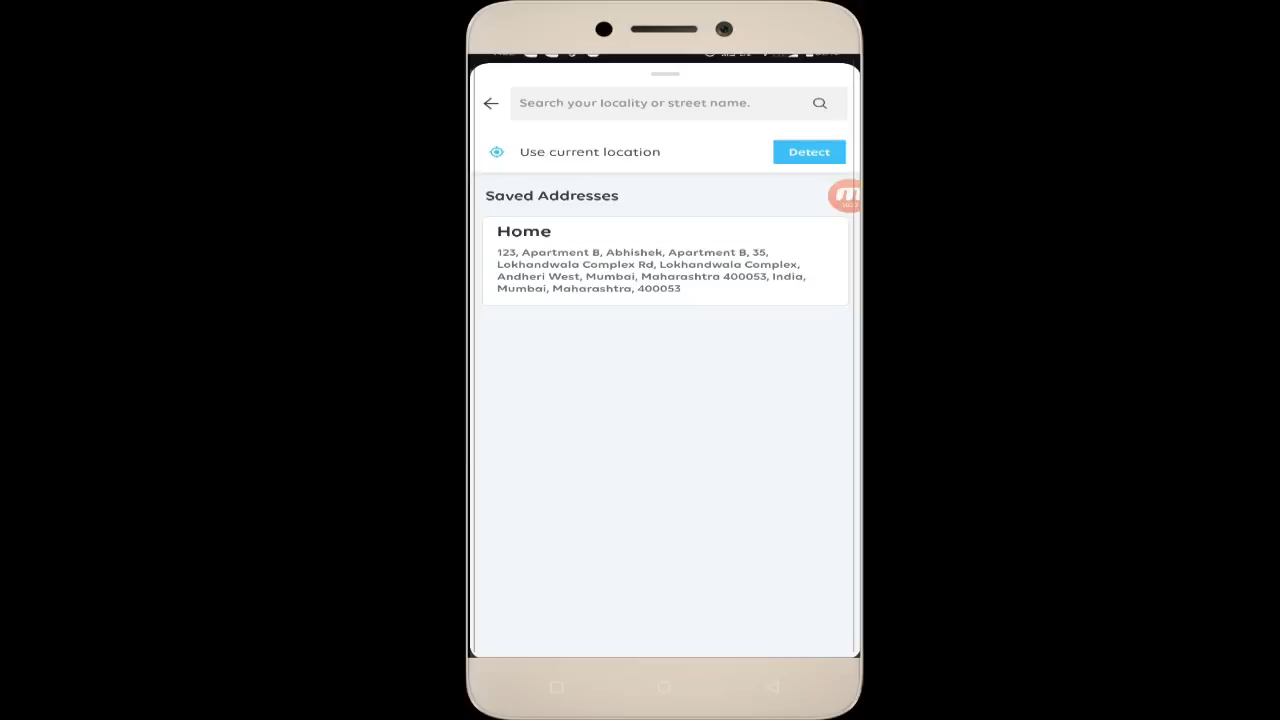 Search your locality or street name.
Use current location
Detect
Saved Addresses
Home
123, Apartment B, Abhishek, Apartment B, 35,
Lokhandwala Complex Rd, Lokhandwala Complex,
Andheri West, Mumbai, Maharashtra 400053, India,
Mumbai, Maharashtra, 400053